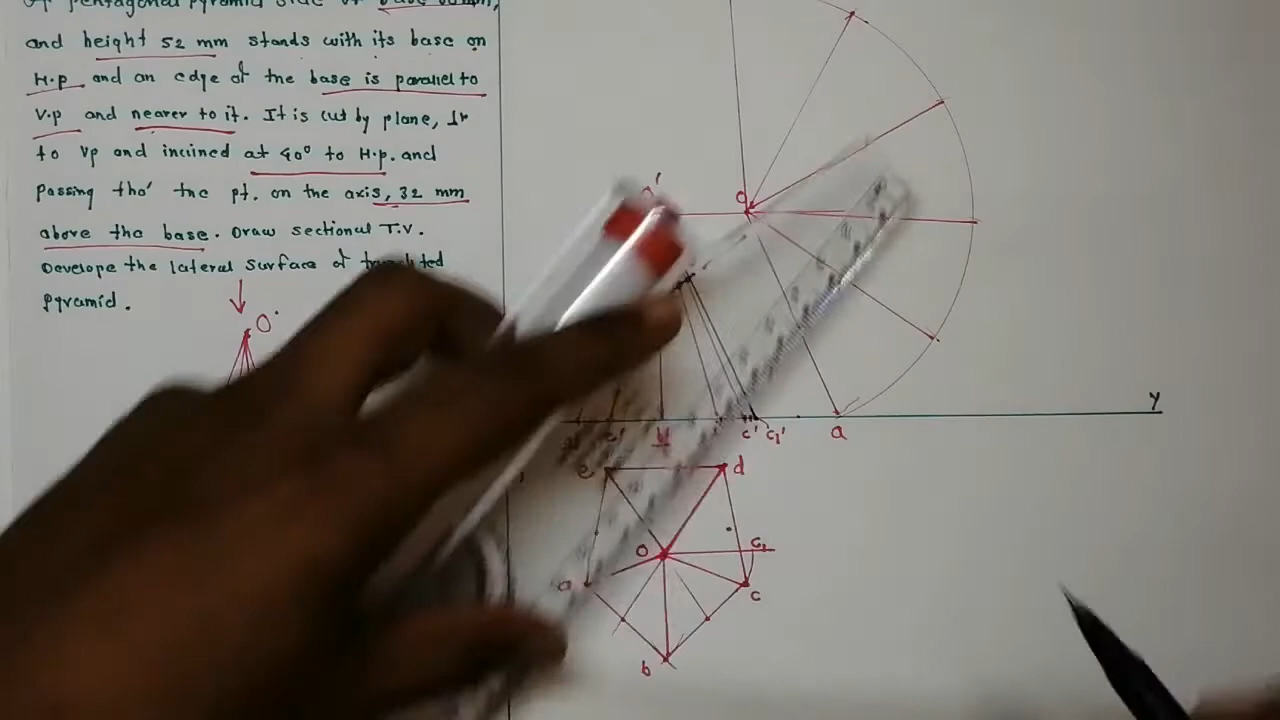 and height 52 mm stands with its base on
H.p and an edge of the base is parallel to
V.p and nearer to it. It is cut by plane, Ir
to Vp and inclined at 40° to H.p. and
Passing tho' the pt. on the axis, 32 mm
above the base. Draw sectional T.V.
Develope the lateral surface of
pyramid.
O'
O
Y
c' c₁' a
e d
O C₁
a c
b